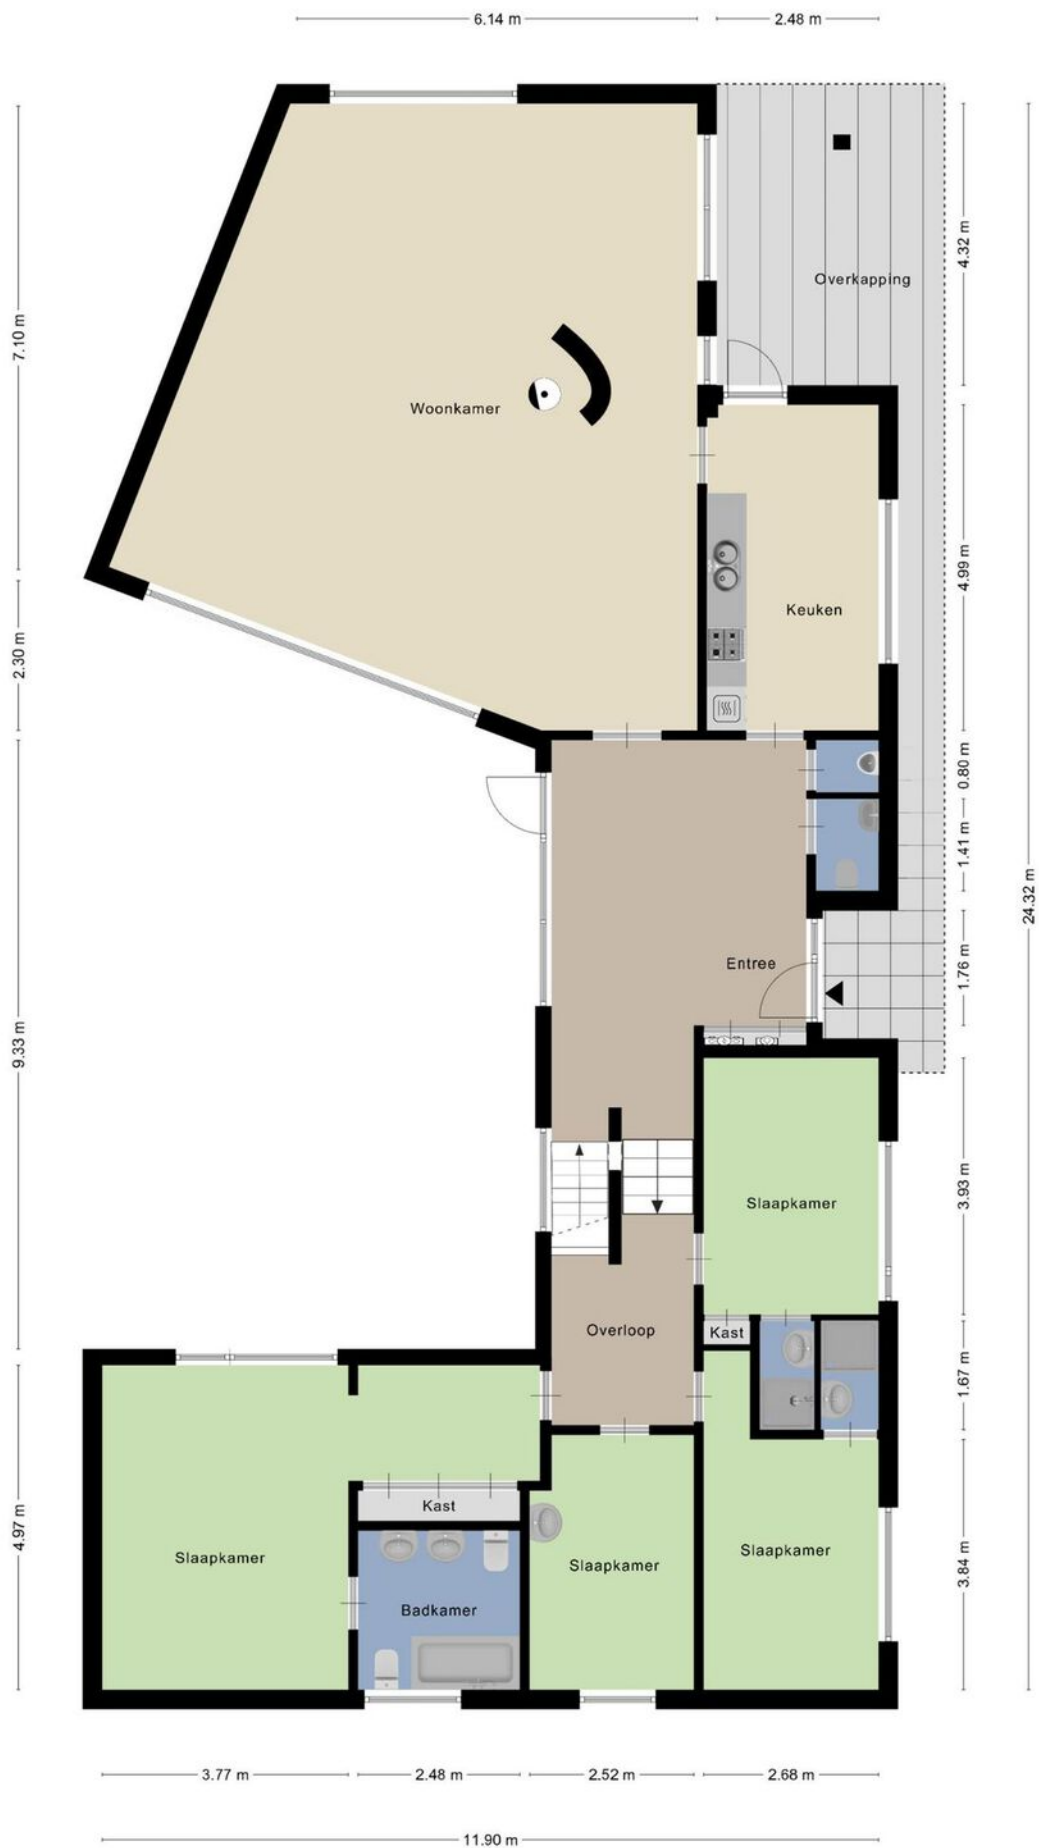 6.14 m
2.48 m
7.10 m
2.30 m
9.33 m
4.97 m
4.32 m
4.99 m
0.80 m
1.41 m
1.76 m
3.93 m
1.67 m
3.84 m
24.32 m
Overkapping
Woonkamer
Keuken
Entree
Slaapkamer
Overloop
Kast
Kast
Slaapkamer
Slaapkamer
Slaapkamer
Badkamer
3.77 m
2.48 m
2.52 m
2.68 m
11.90 m